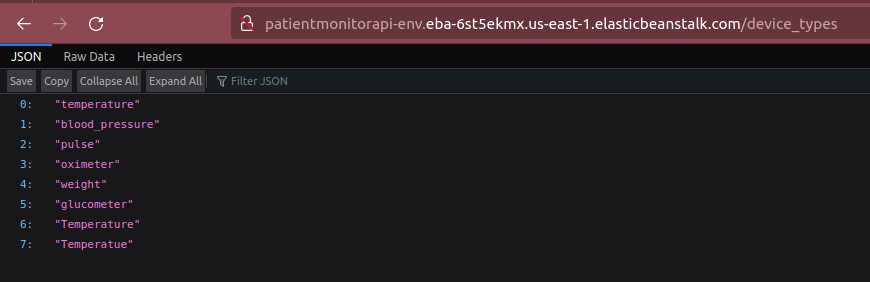 patientmonitorapi-env.eba-6st5ekmx.us-east-1.elasticbeanstalk.com/device_types
JSON Raw Data Headers
Save Copy Collapse All Expand All Filter JSON
0: "temperature"
1: "blood_pressure"
2: "pulse"
3: "oximeter"
4: "weight"
5: "glucometer"
6: "Temperature"
7: "Temperatue"